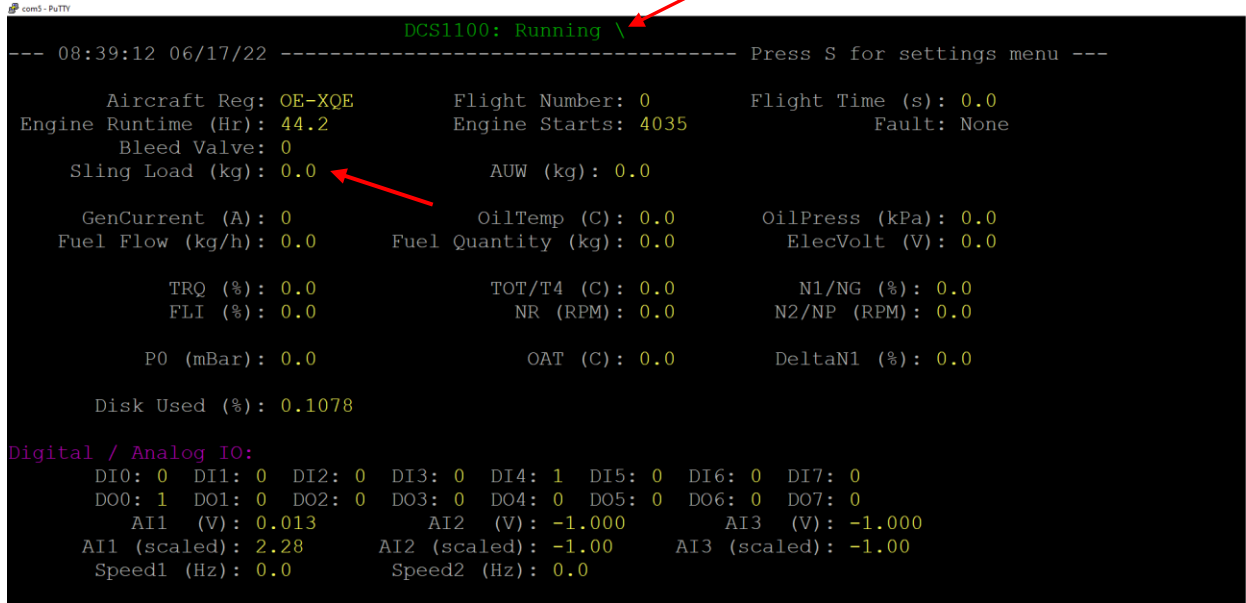 com5 - PuTTY
DCS1100: Running \
--- 08:39:12 06/17/22 ------------------------------------- Press S for settings menu ---
Aircraft Reg: OE-XQE Flight Number: 0 Flight Time (s): 0.0
Engine Runtime (Hr): 44.2 Engine Starts: 4035 Fault: None
Bleed Valve: 0
Sling Load (kg): 0.0 AUW (kg): 0.0
GenCurrent (A): 0 OilTemp (C): 0.0 OilPress (kPa): 0.0
Fuel Flow (kg/h): 0.0 Fuel Quantity (kg): 0.0 ElecVolt (V): 0.0
TRQ (%): 0.0 TOT/T4 (C): 0.0 N1/NG (%): 0.0
FLI (%): 0.0 NR (RPM): 0.0 N2/NP (RPM): 0.0
P0 (mBar): 0.0 OAT (C): 0.0 DeltaN1 (%): 0.0
Disk Used (%): 0.1078
Digital / Analog IO:
DI0: 0 DI1: 0 DI2: 0 DI3: 0 DI4: 1 DI5: 0 DI6: 0 DI7: 0
DO0: 1 DO1: 0 DO2: 0 DO3: 0 DO4: 0 DO5: 0 DO6: 0 DO7: 0
AI1 (V): 0.013 AI2 (V): -1.000 AI3 (V): -1.000
AI1 (scaled): 2.28 AI2 (scaled): -1.00 AI3 (scaled): -1.00
Speed1 (Hz): 0.0 Speed2 (Hz): 0.0